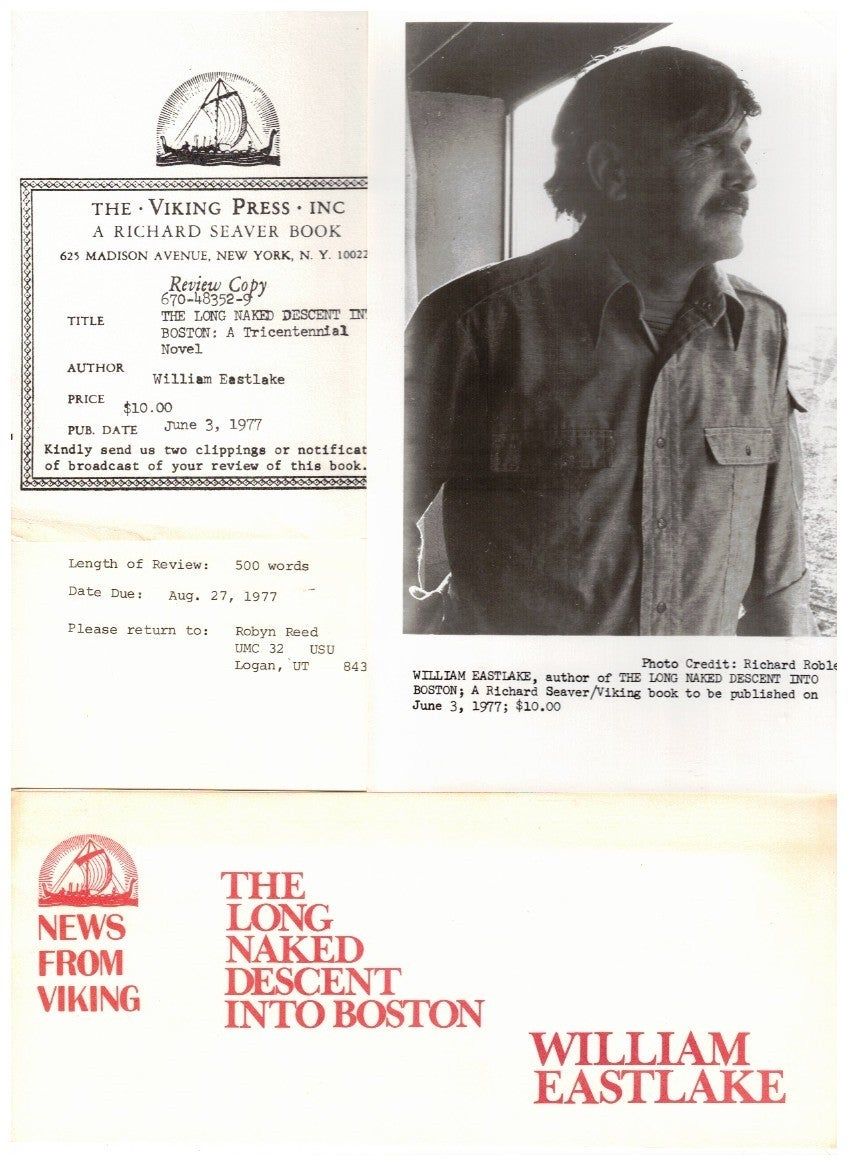 THE · VIKING PRESS · INC
A RICHARD SEAVER BOOK
625 MADISON AVENUE, NEW YORK, N. Y. 10022
Review Copy
670-48352-9
TITLE THE LONG NAKED DESCENT IN
BOSTON: A Tricentennial
Novel
AUTHOR William Eastlake
PRICE $10.00
PUB. DATE June 3, 1977
Kindly send us two clippings or notificat
of broadcast of your review of this book.
Length of Review: 500 words
Date Due: Aug. 27, 1977
Please return to: Robyn Reed
UMC 32 USU
Logan, UT 843
Photo Credit: Richard Roble
WILLIAM EASTLAKE, author of THE LONG NAKED DESCENT INTO
BOSTON; A Richard Seaver/Viking book to be published on
June 3, 1977; $10.00
NEWS
FROM
VIKING
THE
LONG
NAKED
DESCENT
INTO BOSTON
WILLIAM
EASTLAKE